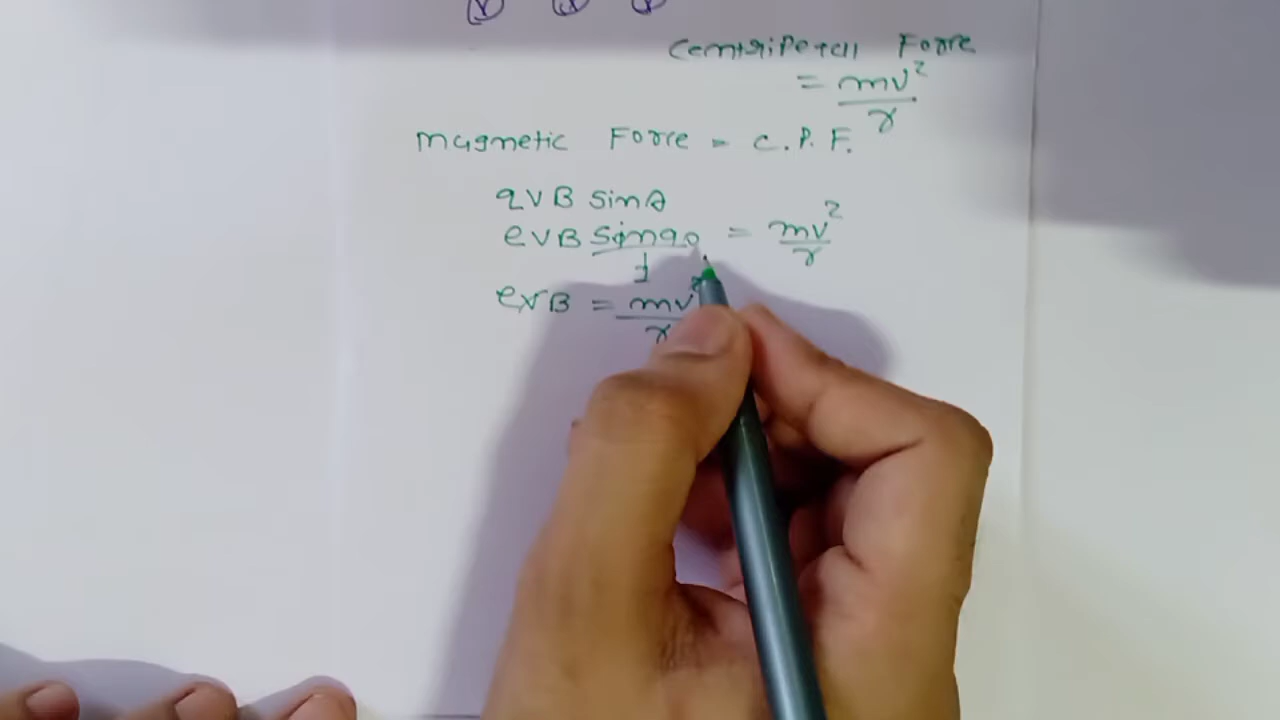 Centripetal Force
= mv²/r
Magnetic Force = C.P.F.
qvB sinθ
evB sin90 = mv²/r
1
evB = mv²/r